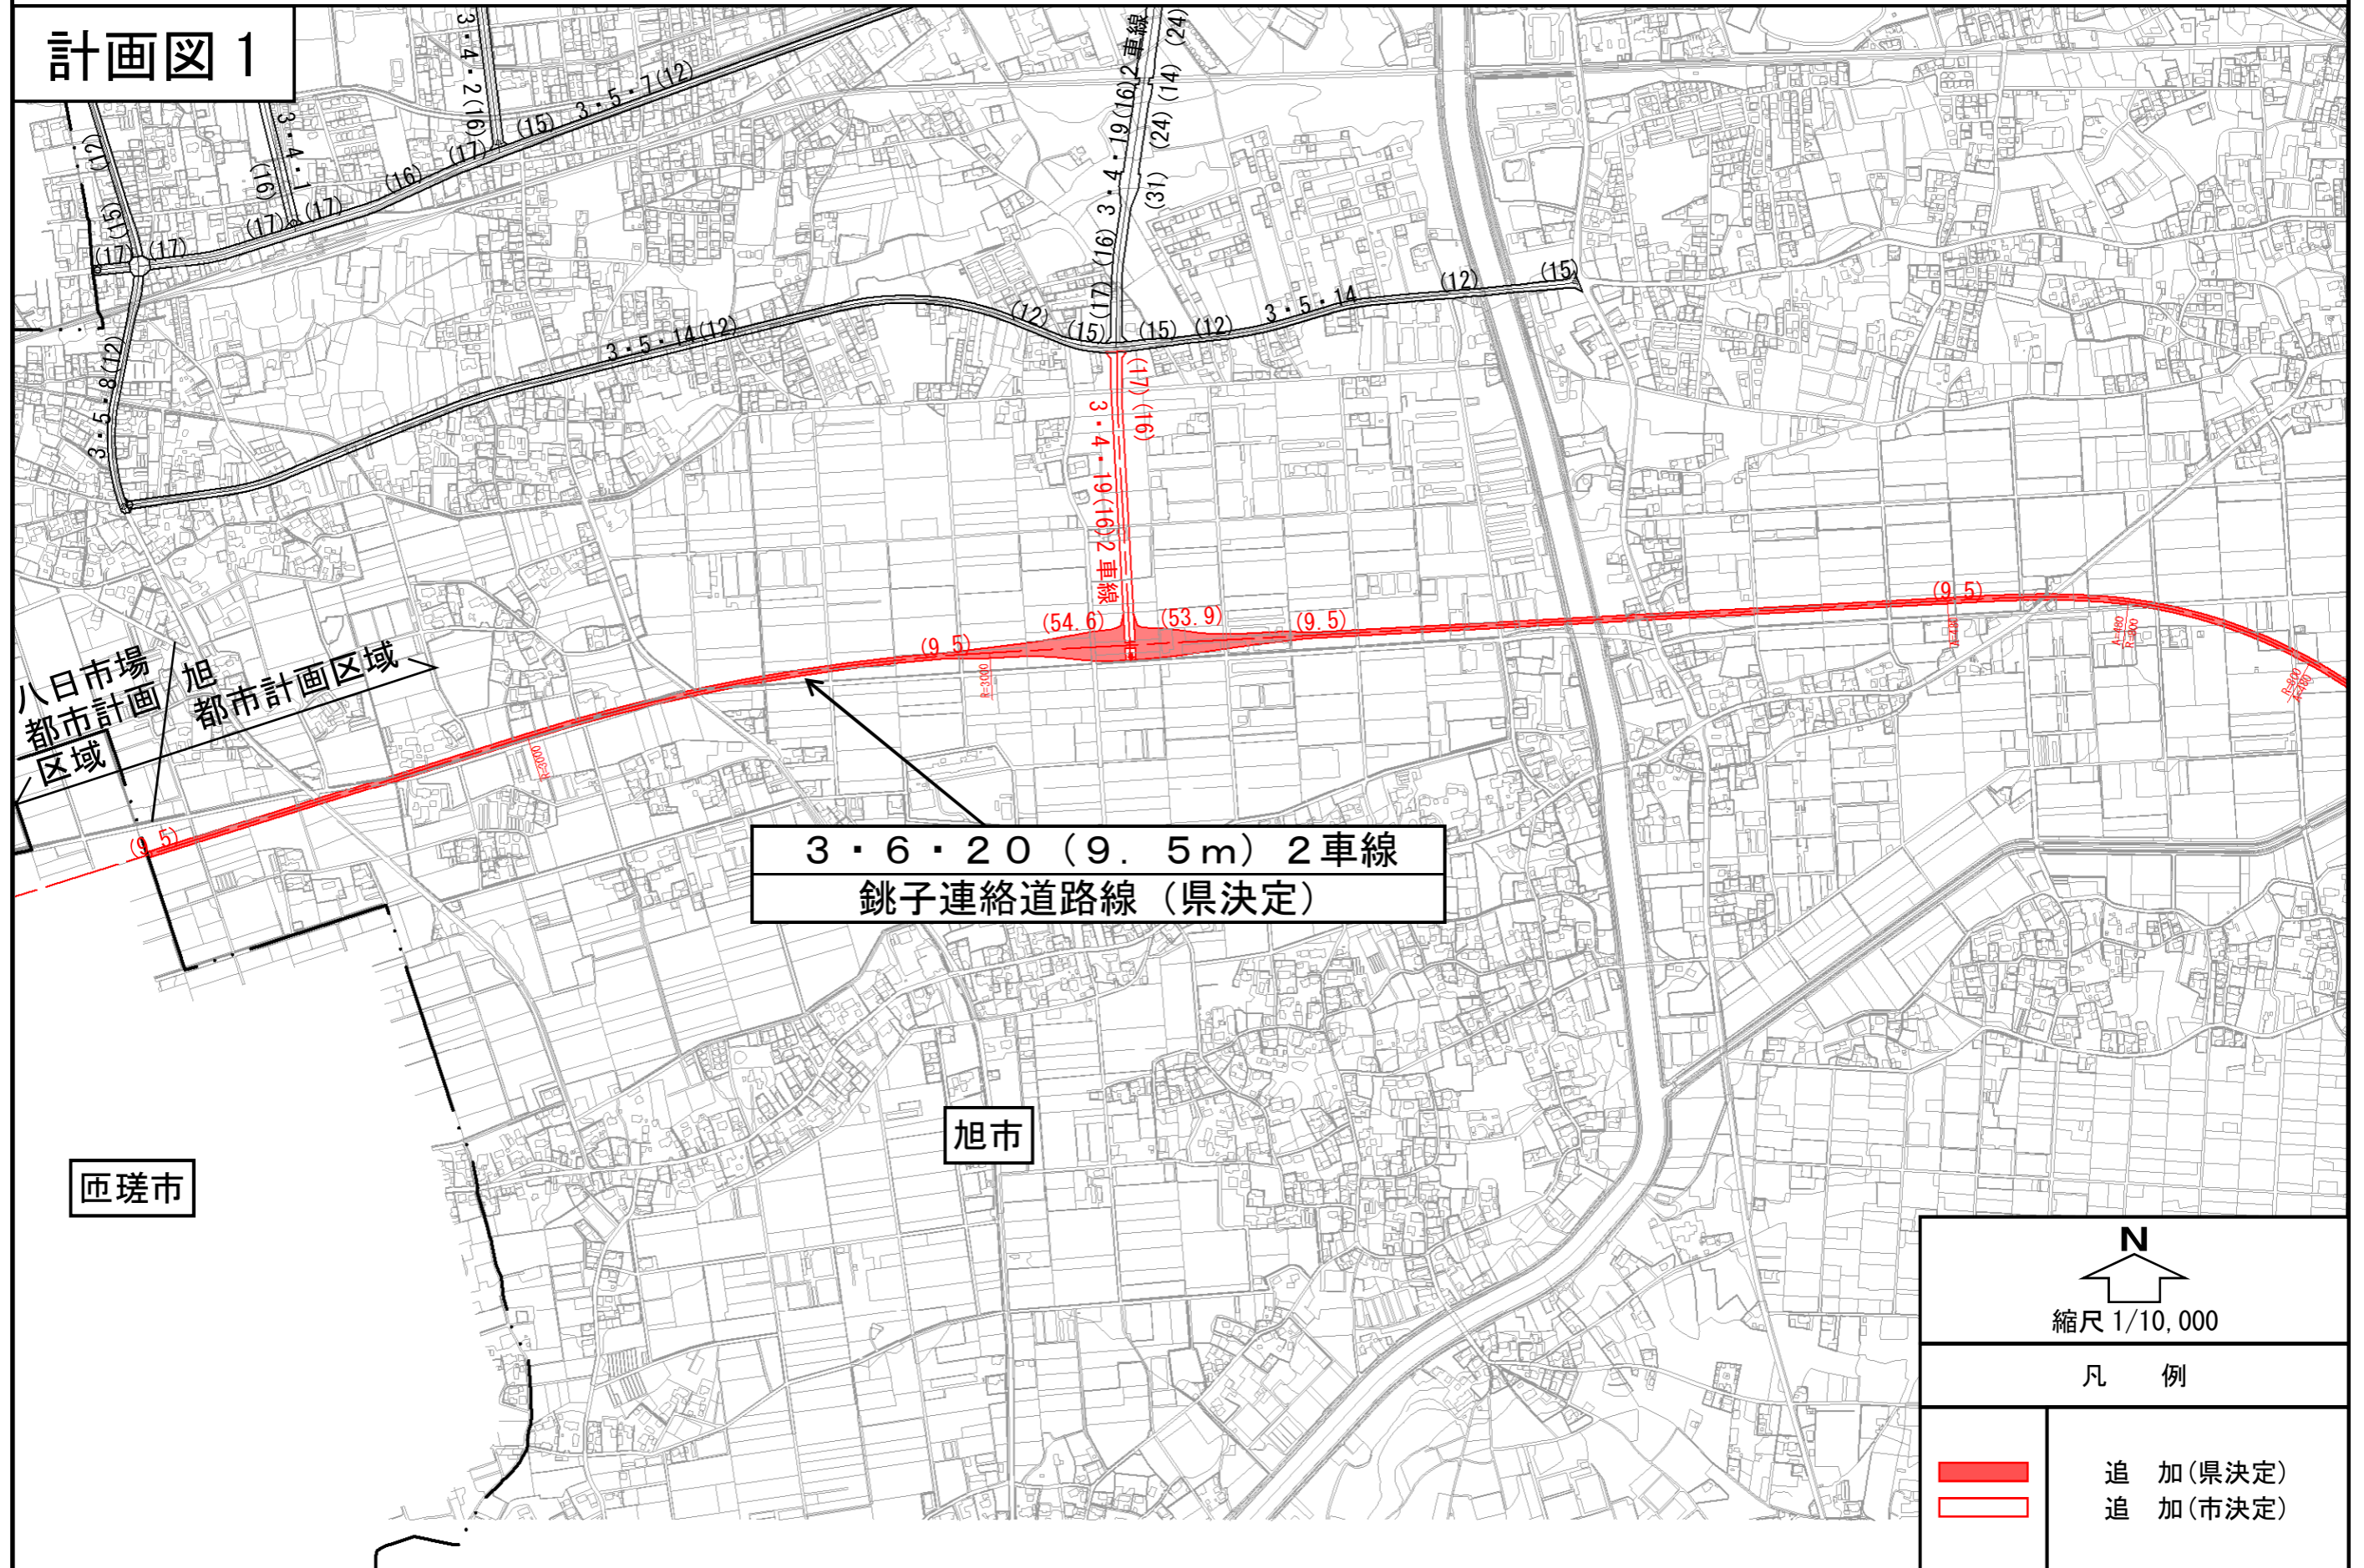 計画図1
3・4・2(16)
3・5・7(12)
(15)
(17)
(16)
(17)
(17)
3・4・1
(16)
(12)
(15)
(17)
(17)
3・5・8(12)
2車線
3・4・19(16)
(16)
(17)
(24)
(14)
(24)
(31)
3・5・14(12)
(12)
(15)
(15)
(12)
3・5・14
(12)
(15)
(17)
(16)
3・4・19(16)2車線
(54.6)
(53.9)
(9.5)
(9.5)
(9.5)
(9.5)
R=3000
R=3000
A=480
A=480
R=800
R=800
A=480
八日市場
都市計画
区域
旭
都市計画区域
3・6・20(9.5m)2車線
銚子連絡道路線(県決定)
旭市
匝瑳市
N
縮尺1/10,000
凡 例
追 加(県決定)
追 加(市決定)